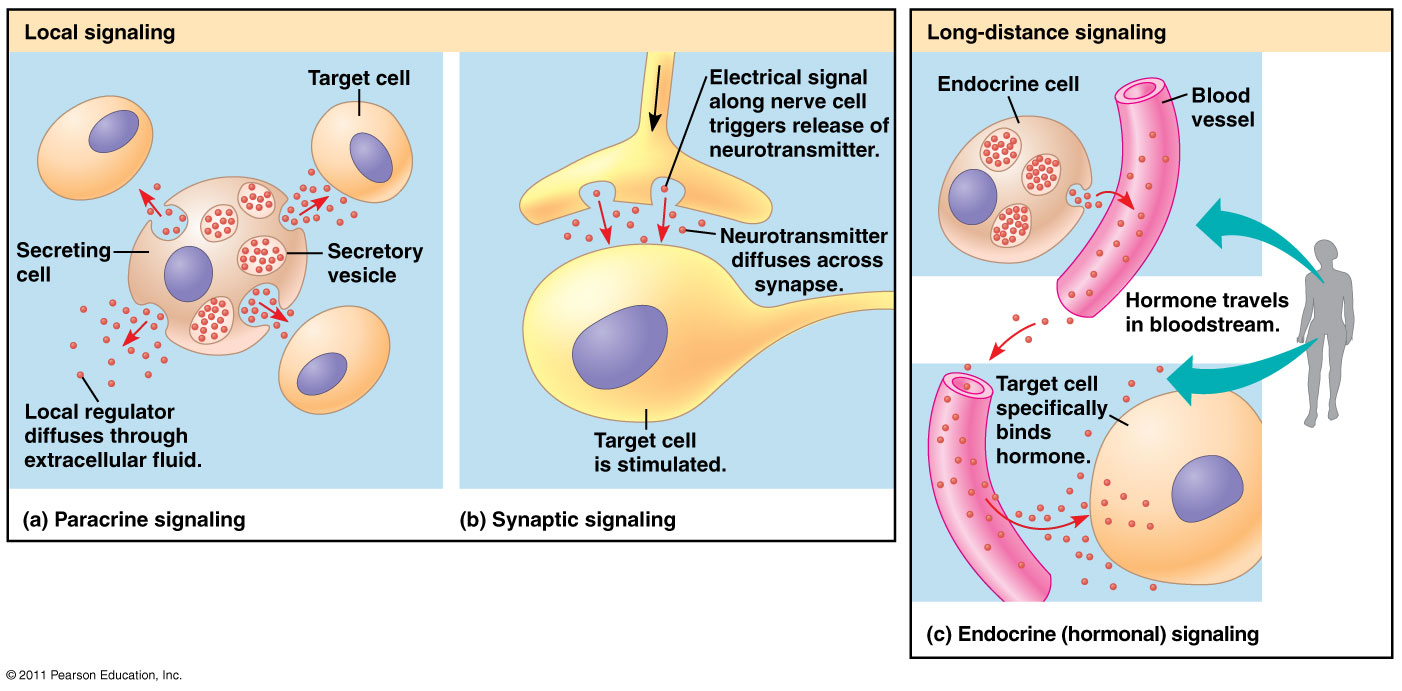 Local signaling
Target cell
Secreting
cell
Secretory
vesicle
Local regulator
diffuses through
extracellular fluid.
(a) Paracrine signaling
Electrical signal
along nerve cell
triggers release of
neurotransmitter.
Neurotransmitter
diffuses across
synapse.
Target cell
is stimulated.
(b) Synaptic signaling
Long-distance signaling
Endocrine cell
Blood
vessel
Hormone travels
in bloodstream.
Target cell
specifically
binds
hormone.
(c) Endocrine (hormonal) signaling
© 2011 Pearson Education, Inc.